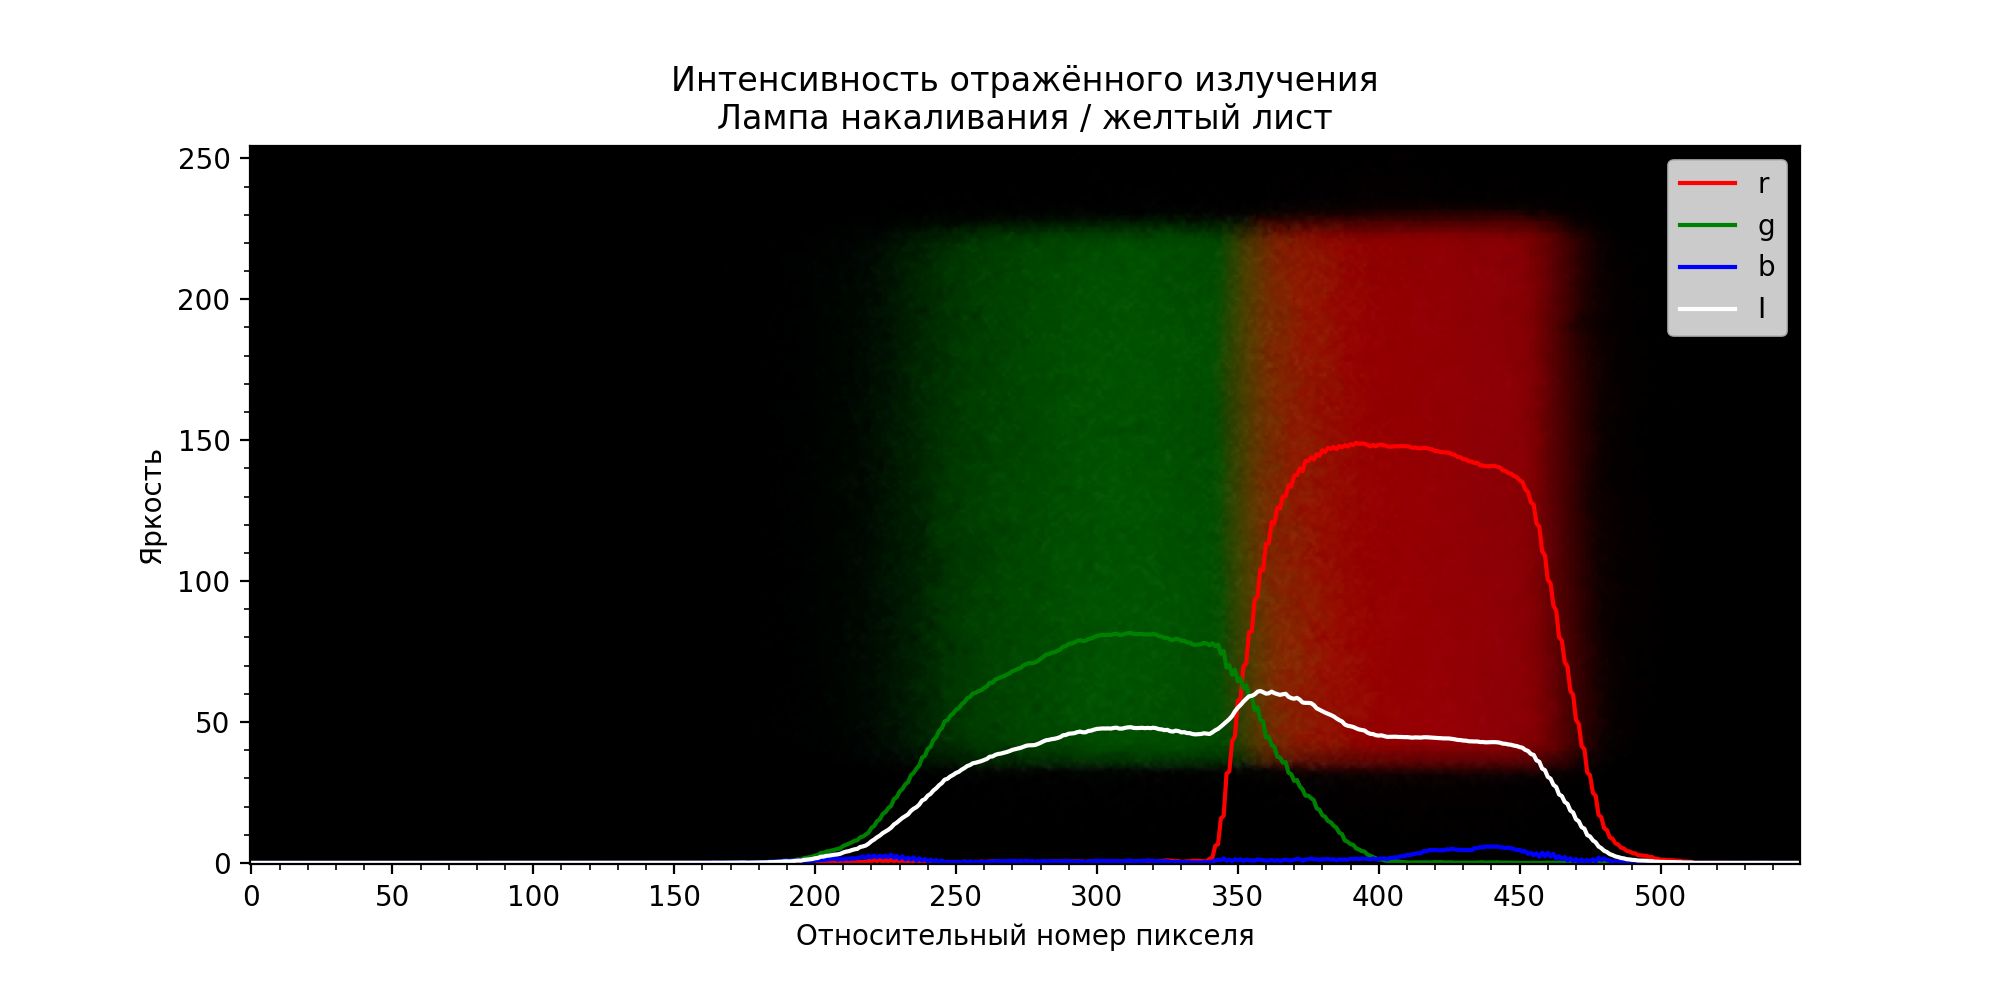 Интенсивность отражённого излучения
Лампа накаливания / желтый лист
250
200
150
100
50
0
Яркость
r
g
b
l
0 50 100 150 200 250 300 350 400 450 500
Относительный номер пикселя